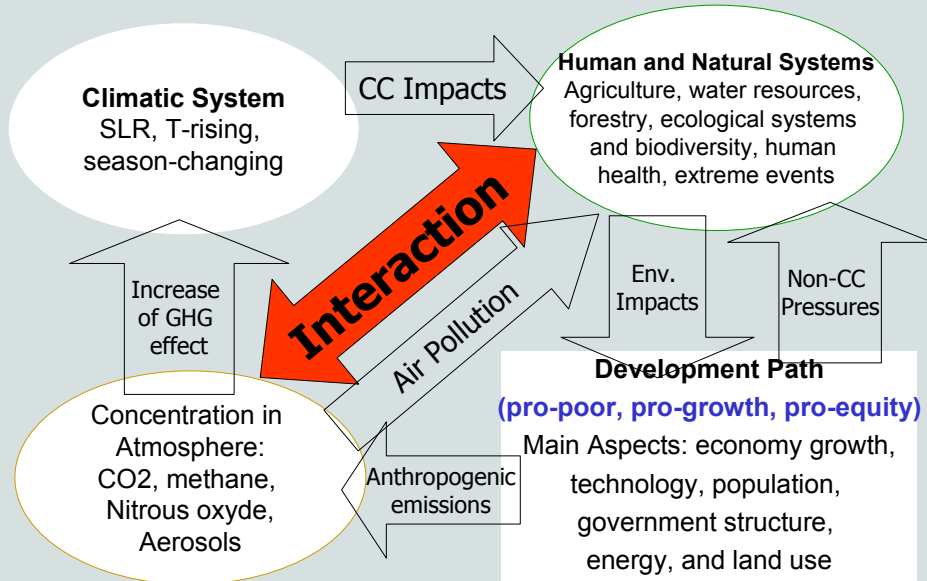 Climatic System
SLR, T-rising,
season-changing
CC Impacts
Human and Natural Systems
Agriculture, water resources,
forestry, ecological systems
and biodiversity, human
health, extreme events
Interaction
Increase
of GHG
effect
Air Pollution
Env.
Impacts
Non-CC
Pressures
Concentration in
Atmosphere:
CO2, methane,
Nitrous oxyde,
Aerosols
Anthropogenic
emissions
Development Path
(pro-poor, pro-growth, pro-equity)
Main Aspects: economy growth,
technology, population,
government structure,
energy, and land use